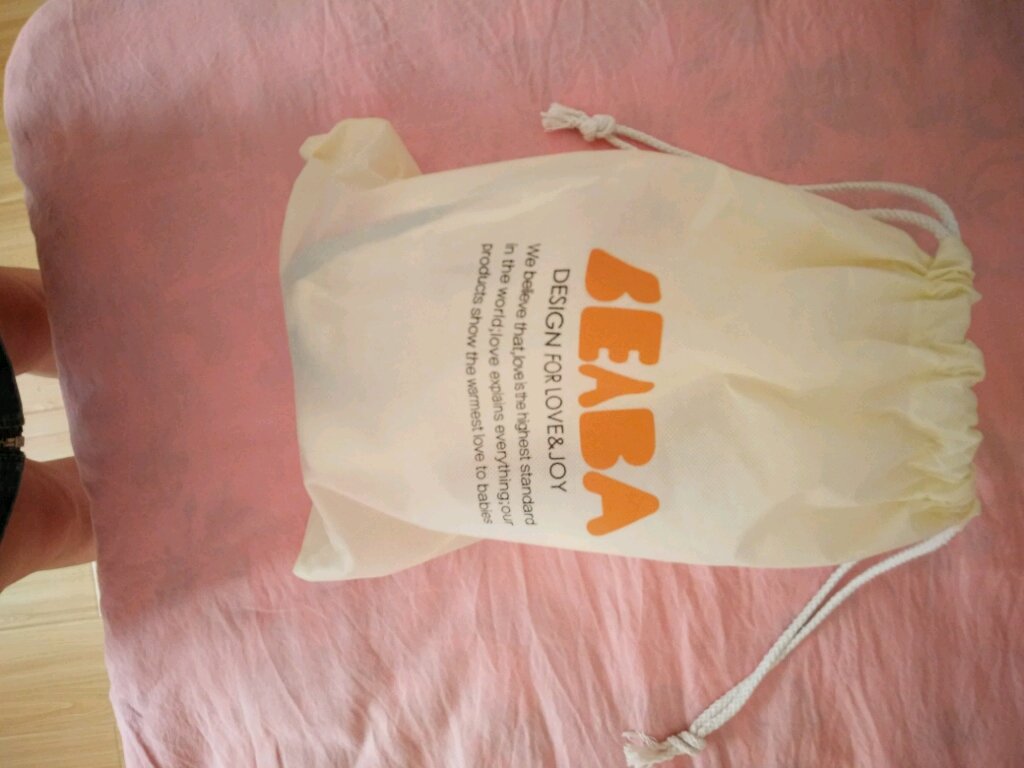 BEABA
DESIGN FOR LOVE&JOY
We believe that,love is the highest standard
in the world;love explains everything;our
products show the warmest love to babies